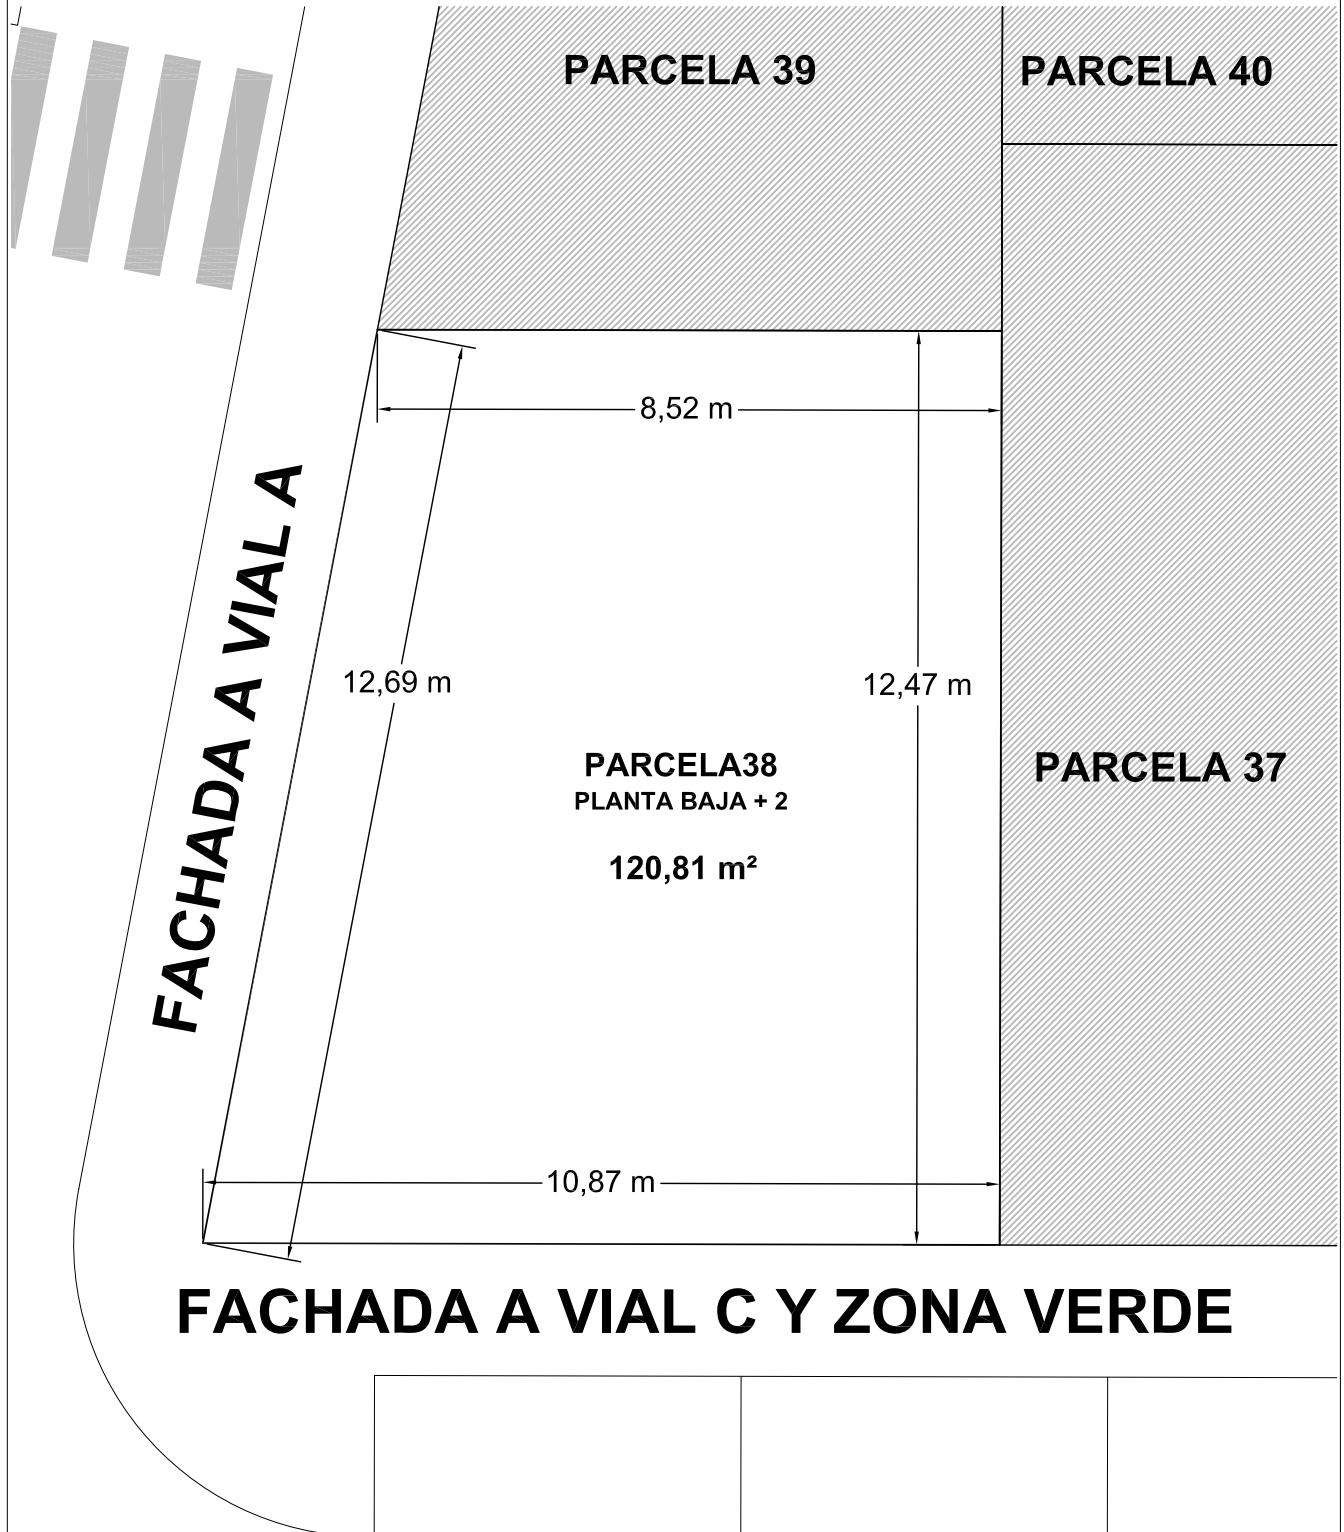 PARCELA 39
PARCELA 40
8,52 m
FACHADA A VIAL A
12,69 m
12,47 m
PARCELA38
PLANTA BAJA + 2
120,81 m²
PARCELA 37
10,87 m
FACHADA A VIAL C Y ZONA VERDE